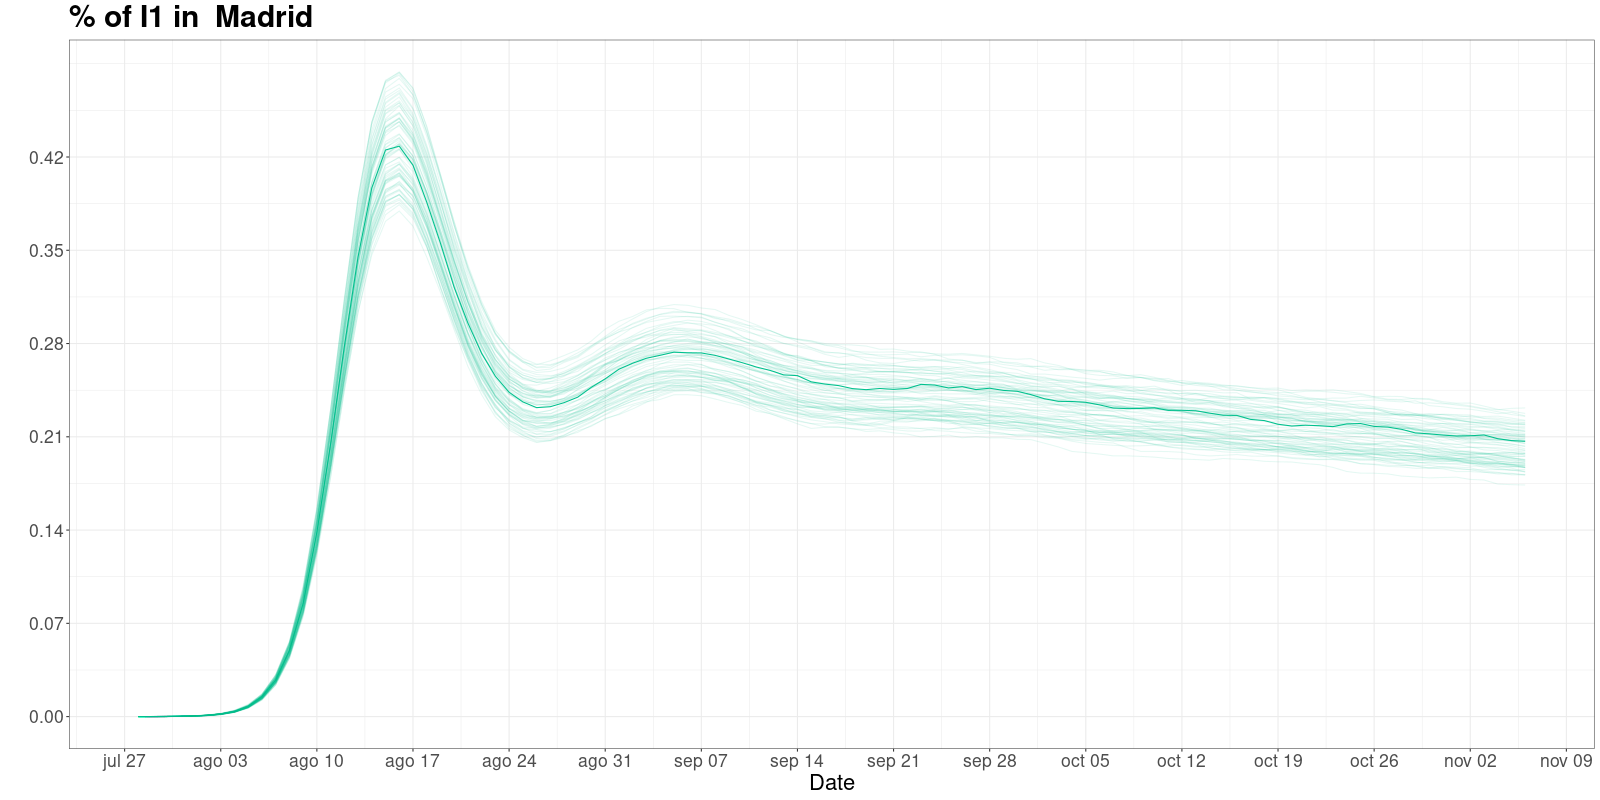 % of I1 in  Madrid
0.42
0.35
0.28
0.21
0.14
0.07
0.00
jul 27 ago 03 ago 10 ago 17 ago 24 ago 31 sep 07 sep 14 sep 21 sep 28 oct 05 oct 12 oct 19 oct 26 nov 02 nov 09
Date